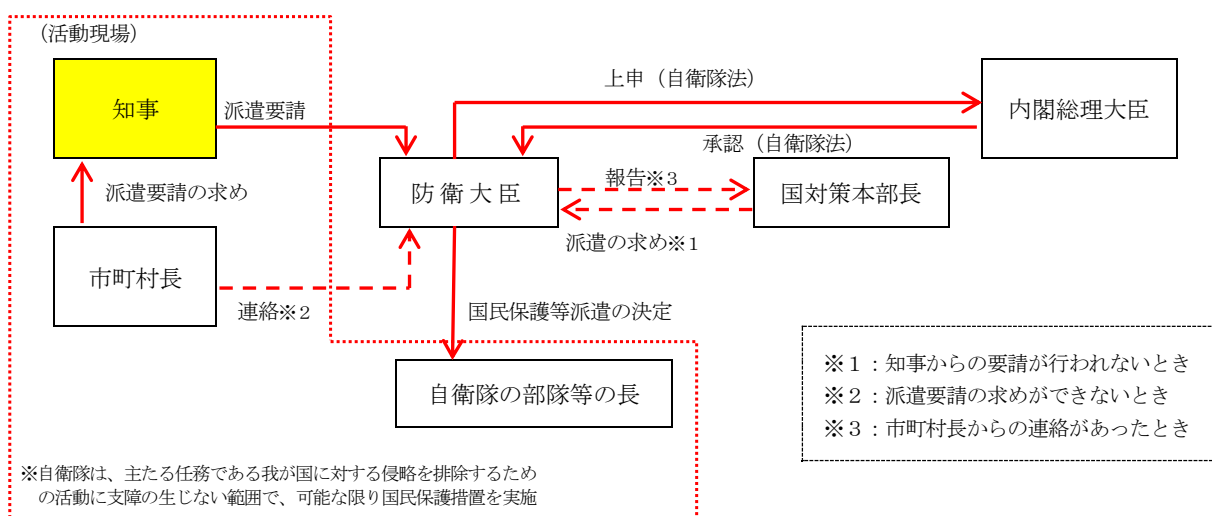 (活動現場)
知事
派遣要請
上申（自衛隊法）
内閣総理大臣
承認（自衛隊法）
派遣要請の求め
防衛大臣
報告※3
国対策本部長
派遣の求め※1
市町村長
連絡※2
国民保護等派遣の決定
自衛隊の部隊等の長
※1：知事からの要請が行われないとき
※2：派遣要請の求めができないとき
※3：市町村長からの連絡があったとき
※自衛隊は、主たる任務である我が国に対する侵略を排除するため
の活動に支障の生じない範囲で、可能な限り国民保護措置を実施